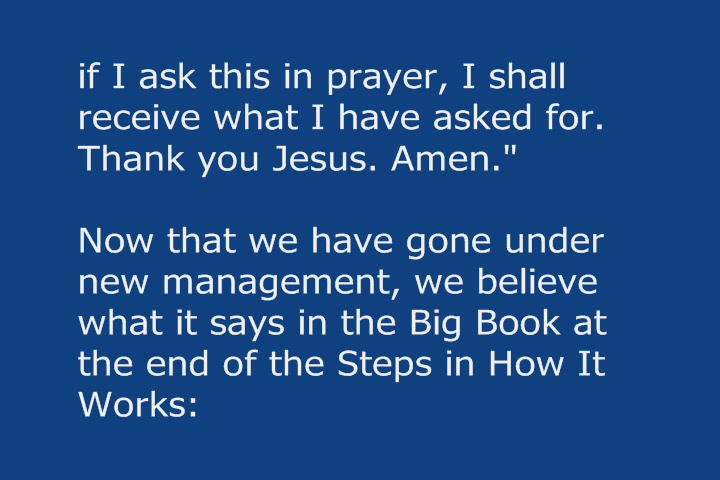 if I ask this in prayer, I shall
receive what I have asked for.
Thank you Jesus. Amen."
Now that we have gone under
new management, we believe
what it says in the Big Book at
the end of the Steps in How It
Works: